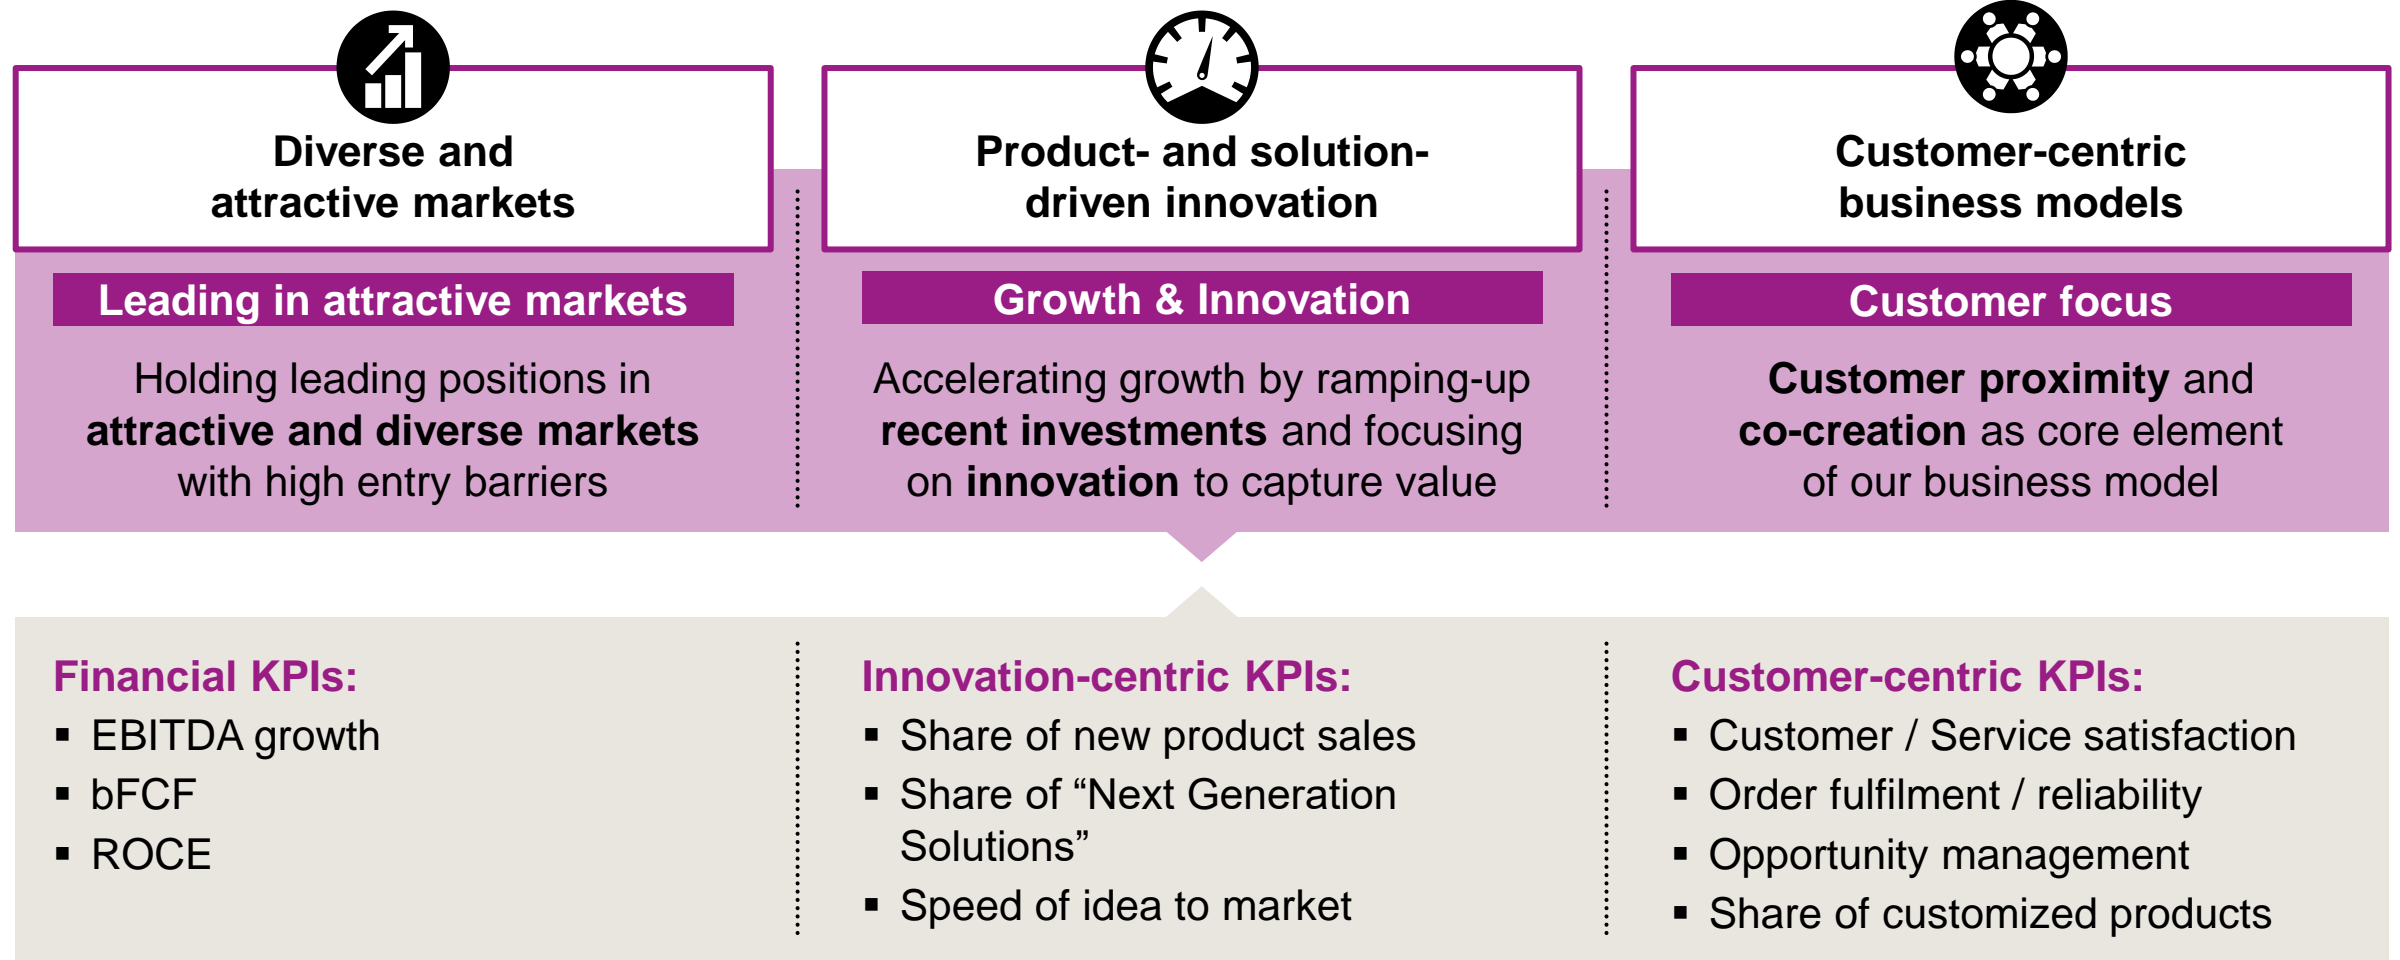 Diverse and
attractive markets
Leading in attractive markets
Holding leading positions in
attractive and diverse markets
with high entry barriers
Product- and solution-
driven innovation
Growth & Innovation
Accelerating growth by ramping-up
recent investments and focusing
on innovation to capture value
Customer-centric
business models
Customer focus
Customer proximity and
co-creation as core element
of our business model
Financial KPIs:
▪ EBITDA growth
▪ bFCF
▪ ROCE
Innovation-centric KPIs:
▪ Share of new product sales
▪ Share of “Next Generation
Solutions”
▪ Speed of idea to market
Customer-centric KPIs:
▪ Customer / Service satisfaction
▪ Order fulfilment / reliability
▪ Opportunity management
▪ Share of customized products